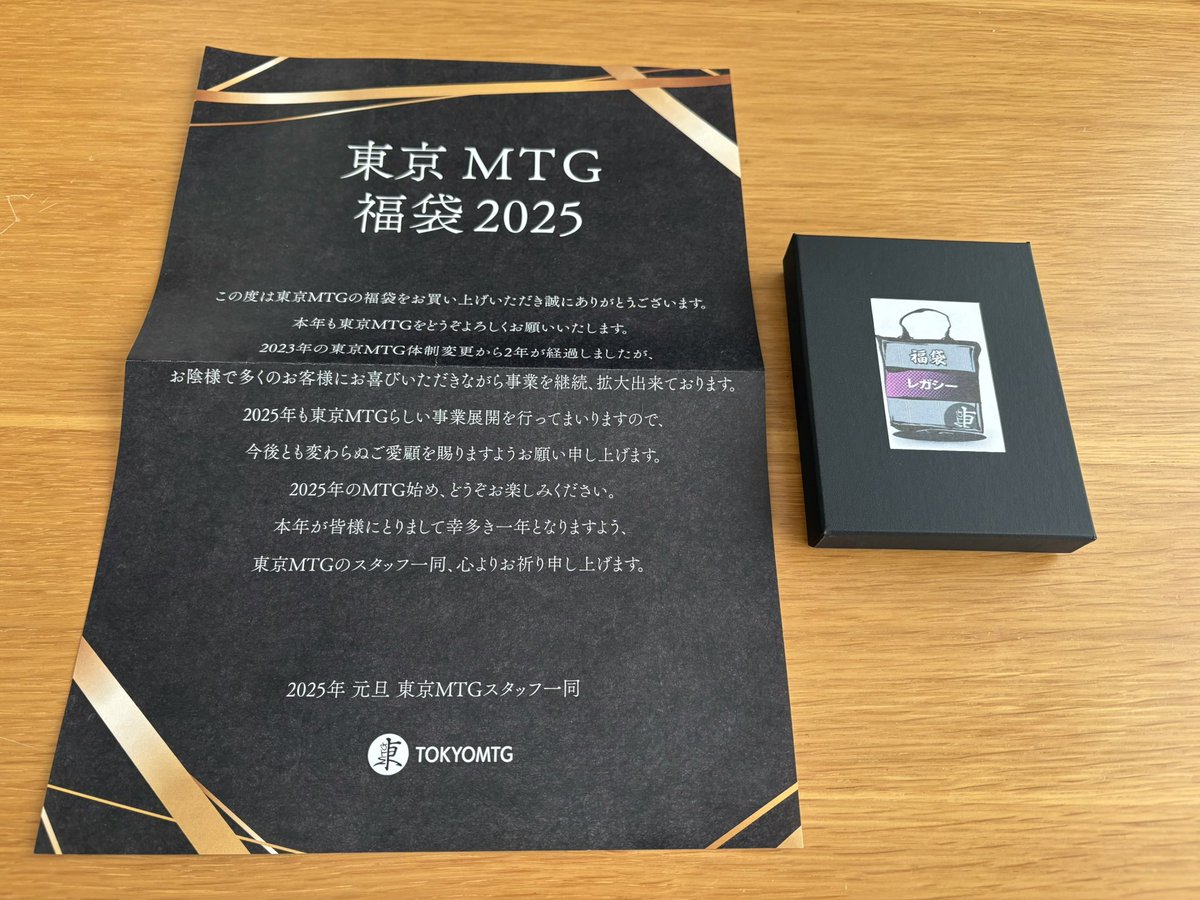 東京 MTG
福袋 2025
この度は東京MTGの福袋をお買い上げいただき誠にありがとうございます。
本年も東京MTGをどうぞよろしくお願いいたします。
2023年の東京MTG体制変更から2年が経過しましたが、
お陰様で多くのお客様にお喜びいただきながら事業を継続、拡大出来ております。
2025年も東京MTGらしい事業展開を行ってまいりますので、
今後とも変わらぬご愛顧を賜りますようお願い申し上げます。
2025年のMTG始め、どうぞお楽しみください。
本年が皆様にとりまして幸多き一年となりますよう、
東京MTGのスタッフ一同、心よりお祈り申し上げます。
2025年 元旦 東京MTGスタッフ一同
東 TOKYOMTG
福袋
レガシー
東